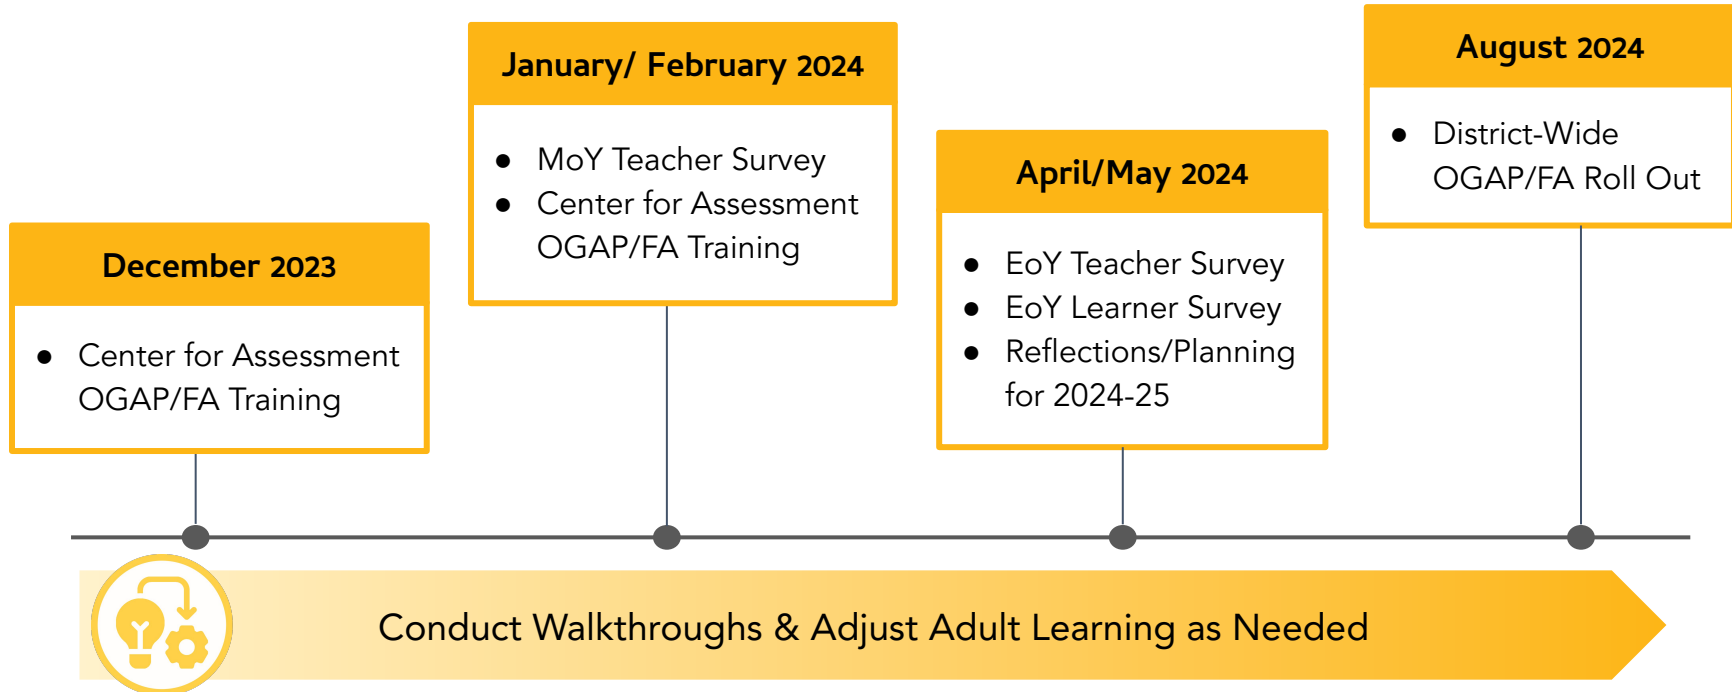 December 2023
● Center for Assessment
OGAP/FA Training
January/ February 2024
● MoY Teacher Survey
● Center for Assessment
OGAP/FA Training
April/May 2024
● EoY Teacher Survey
● EoY Learner Survey
● Reflections/Planning
for 2024-25
August 2024
● District-Wide
OGAP/FA Roll Out
Conduct Walkthroughs & Adjust Adult Learning as Needed